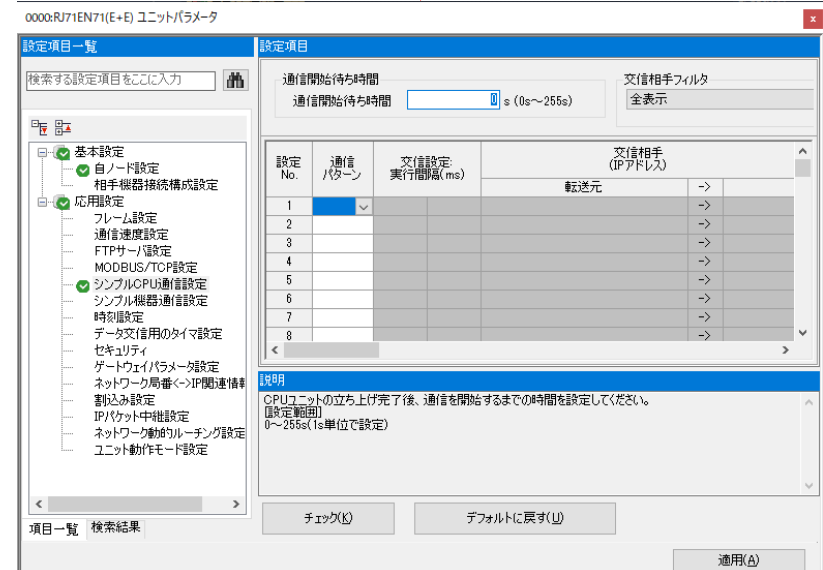 0000:RJ71EN71(E+E) ユニットパラメータ
x
設定項目一覧
検索する設定項目をここに入力
基本設定
自ノード設定
相手機器接続構成設定
応用設定
フレーム設定
通信速度設定
FTPサーバ設定
MODBUS/TCP設定
シンプルCPU通信設定
シンプル機器通信設定
時刻設定
データ交信用のタイマ設定
セキュリティ
ゲートウェイパラメータ設定
ネットワーク局番<->IP関連情報
割込み設定
IPパケット中継設定
ネットワーク動的ルーチング設定
ユニット動作モード設定
項目一覧 検索結果
設定項目
通信開始待ち時間
通信開始待ち時間 0 s (0s～255s)
交信相手フィルタ
全表示
設定 No.
通信 パターン
交信設定: 実行間隔(ms)
交信相手 (IPアドレス)
転送元 ->
1 ->
2 ->
3 ->
4 ->
5 ->
6 ->
7 ->
8 ->
説明
CPUユニットの立ち上げ完了後、通信を開始するまでの時間を設定してください。
[設定範囲]
0～255s(1s単位で設定)
チェック(K) デフォルトに戻す(U)
適用(A)